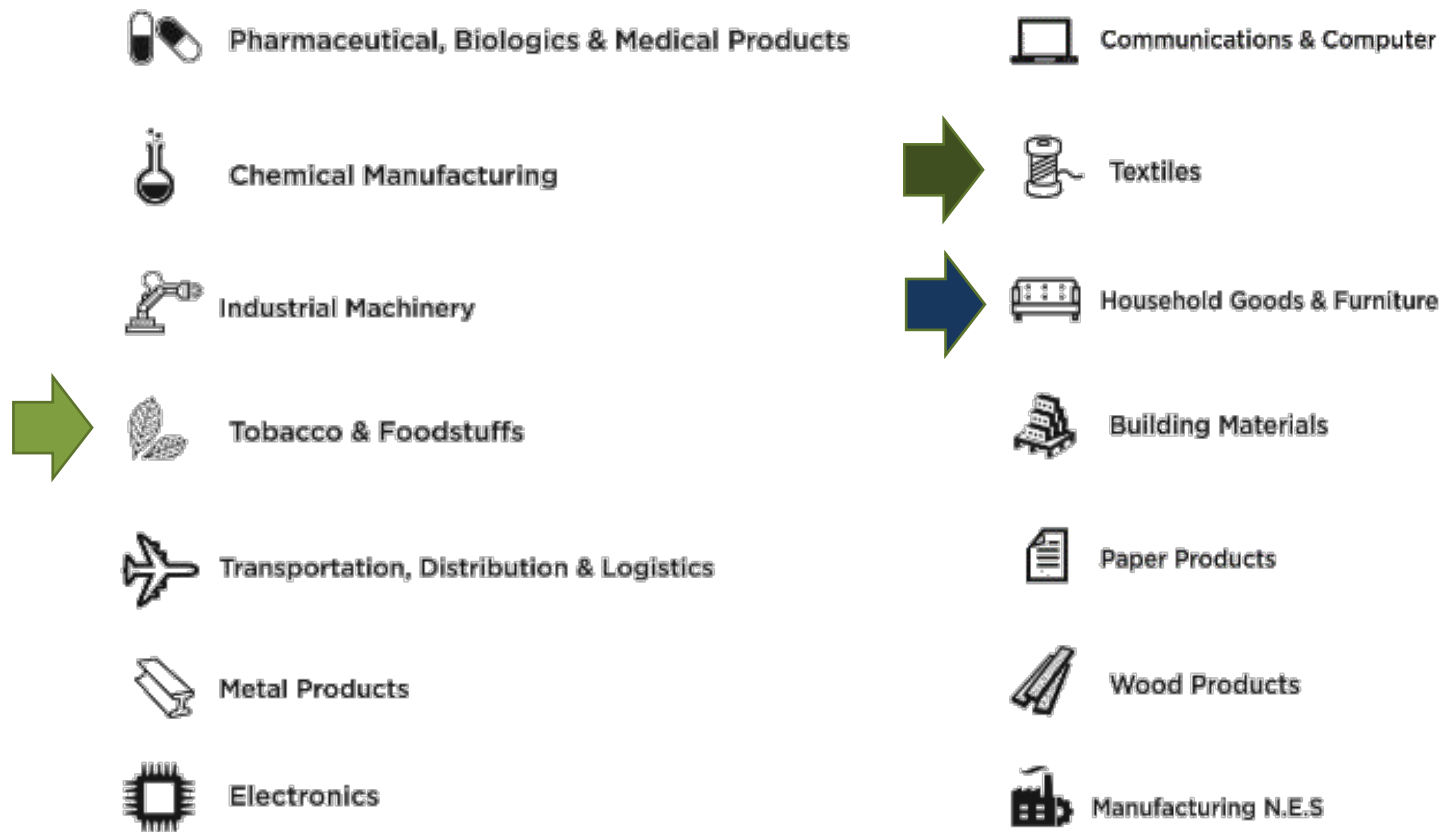 Pharmaceutical, Biologics & Medical Products
Chemical Manufacturing
Industrial Machinery
Tobacco & Foodstuffs
Transportation, Distribution & Logistics
Metal Products
Electronics
Communications & Computer
Textiles
Household Goods & Furniture
Building Materials
Paper Products
Wood Products
Manufacturing N.E.S